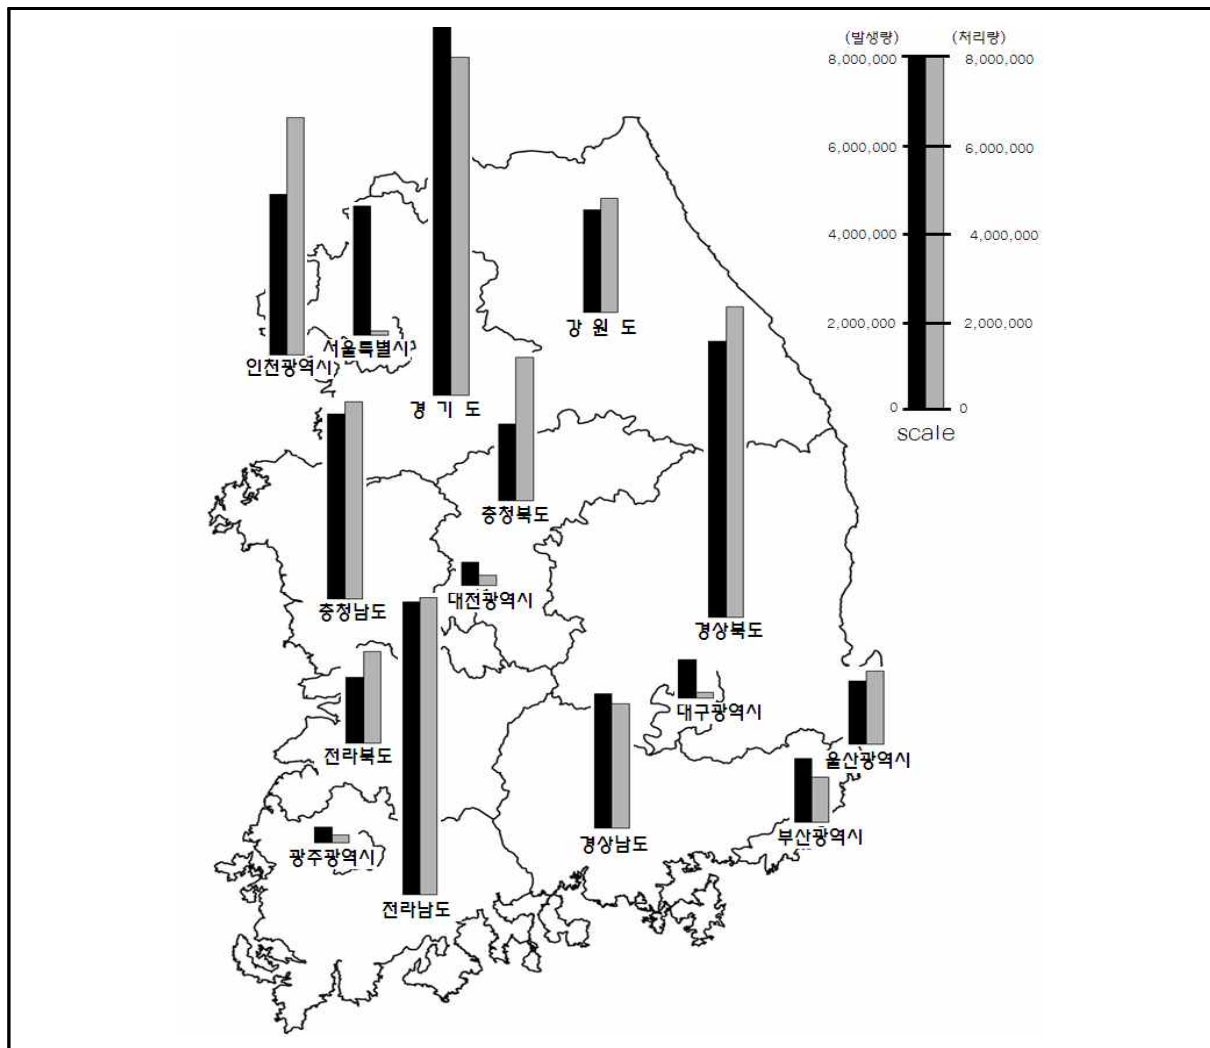 (발생량) (처리량)
8,000,000 8,000,000
6,000,000 6,000,000
4,000,000 4,000,000
2,000,000 2,000,000
0 0
scale
강 원 도
서울특별시
인천광역시
경 기 도
충청북도
대전광역시
충청남도
경상북도
대구광역시
전라북도
울산광역시
부산광역시
경상남도
광주광역시
전라남도